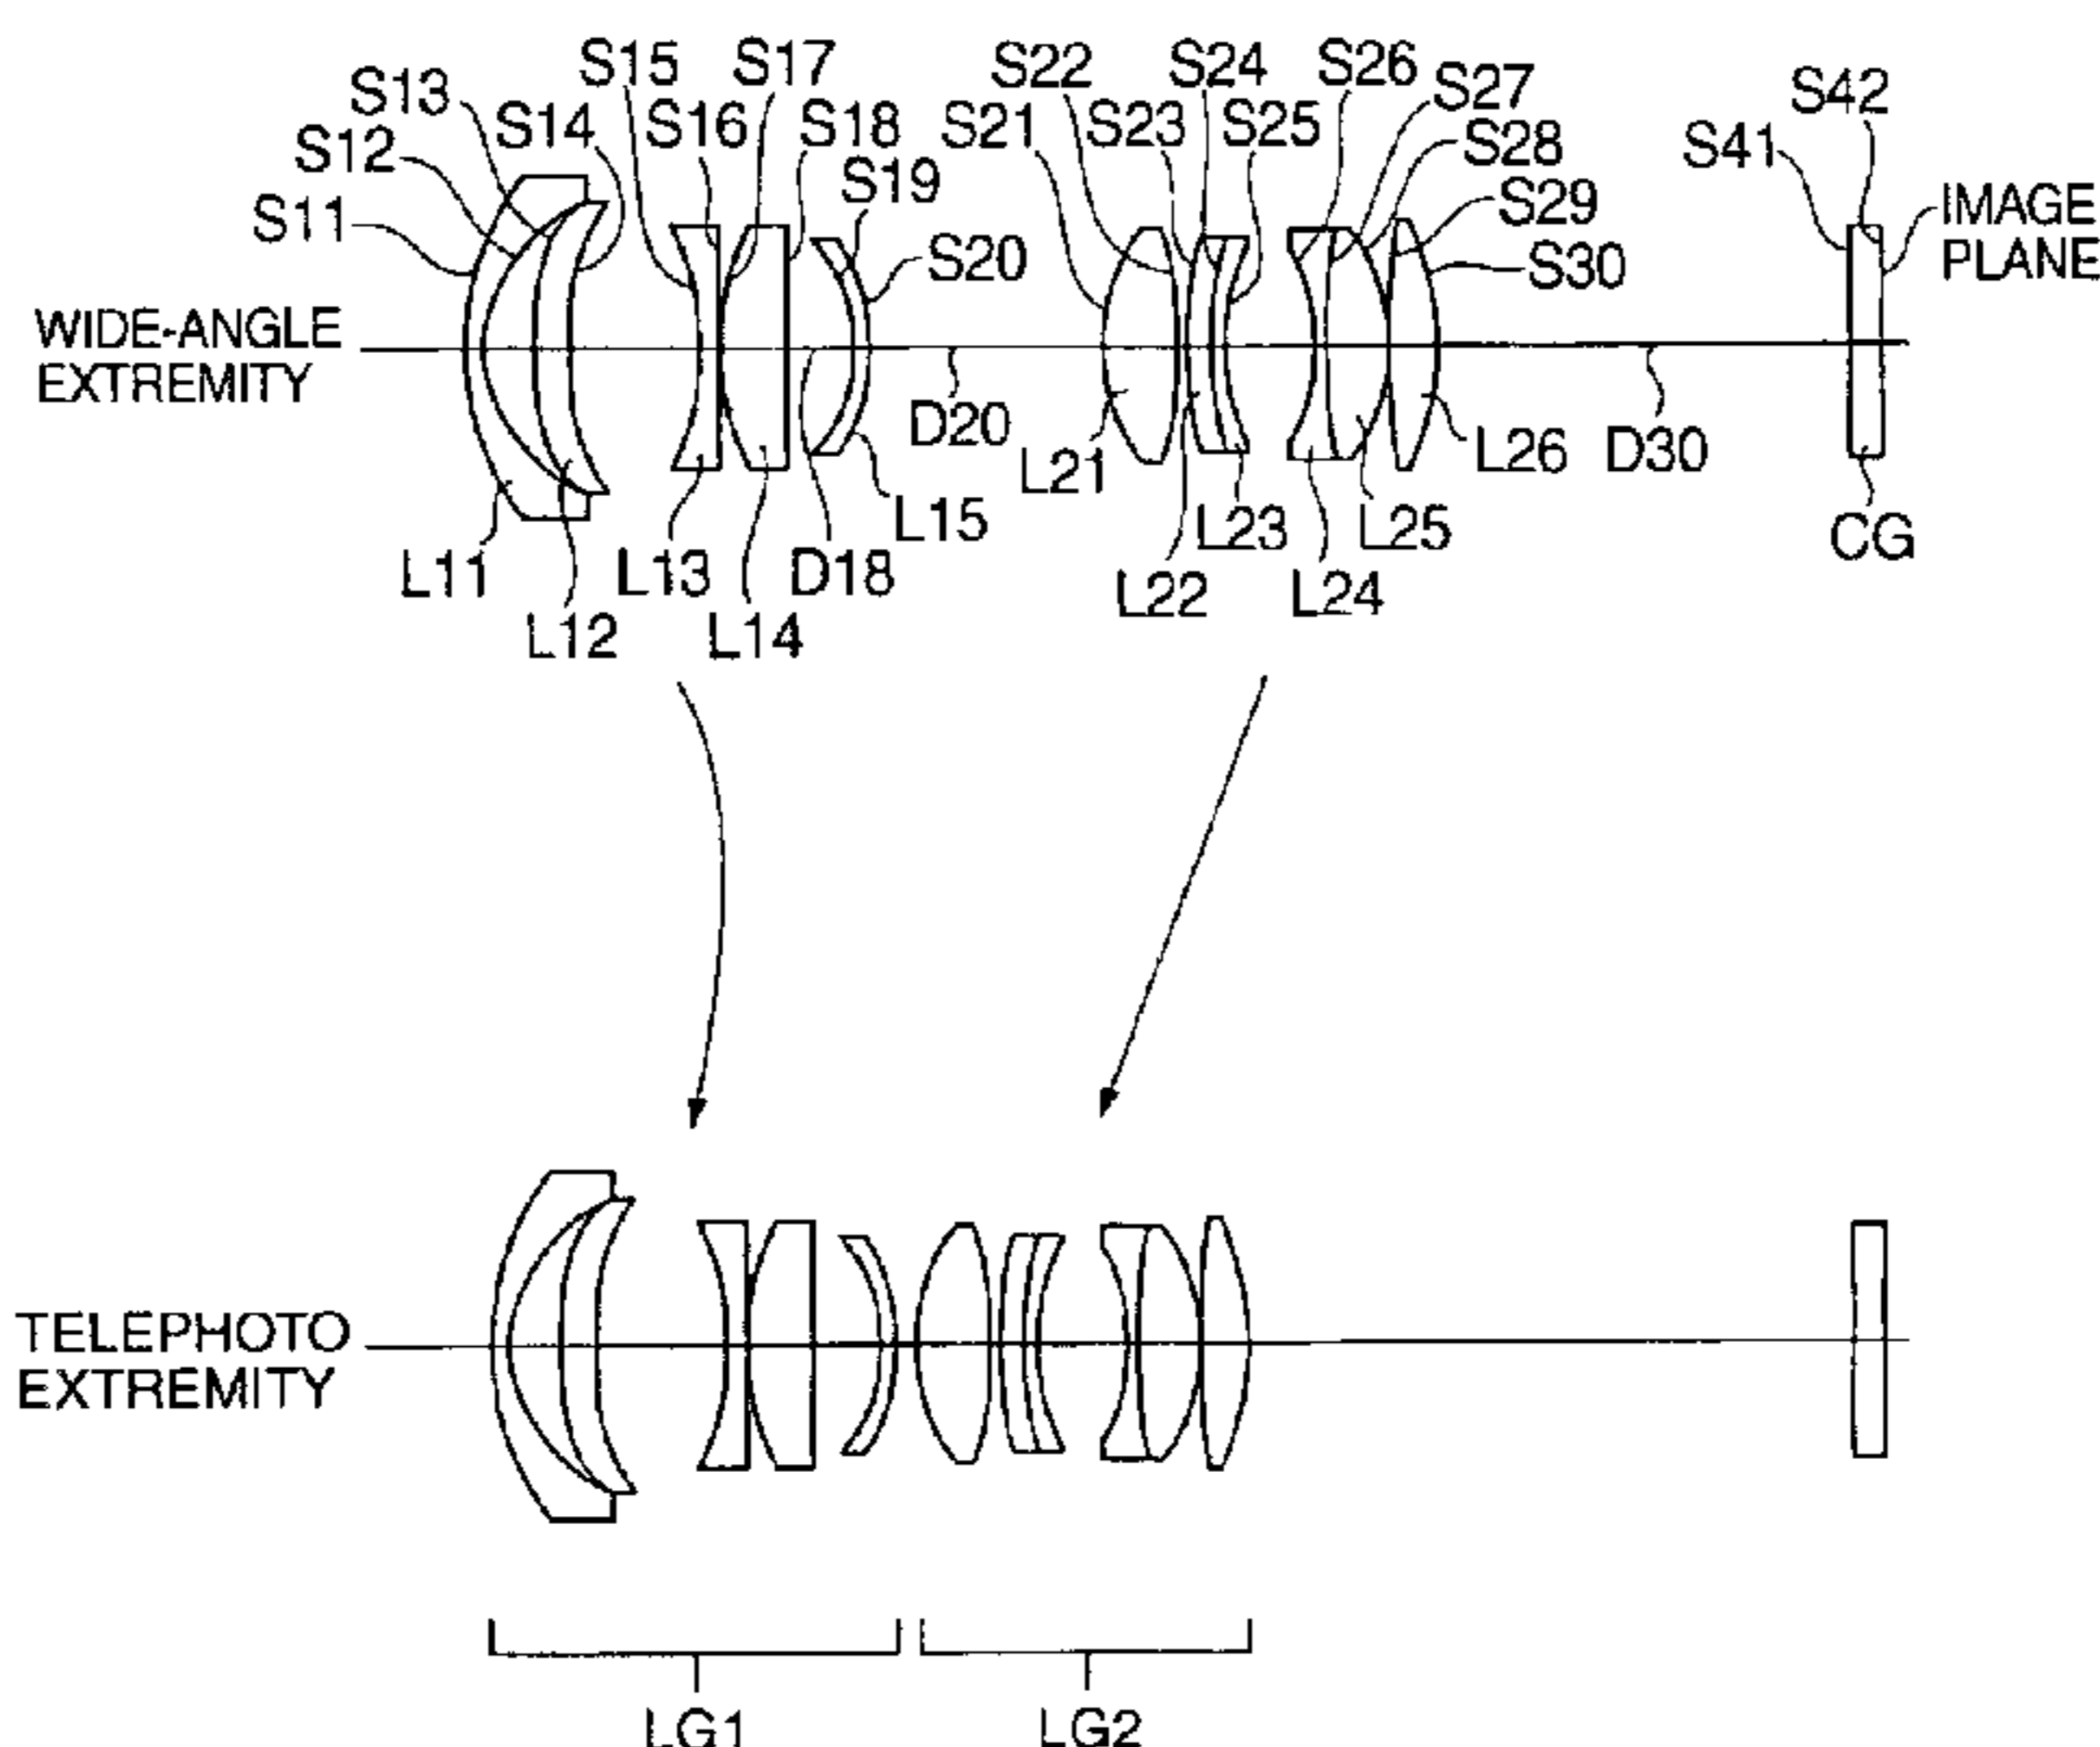 S15 S17 S22 S24 S26
S13 S27 S42
S14 S16 S18 S21 S23 S25
S12 S28 S41
S19 S29 IMAGE
S11 PLANE
S20 S30
WIDE-ANGLE
EXTREMITY
D20 L26 D30
L21
L15 L23 L25 CG
L11 L13 D18
L22 L24
L12 L14
TELEPHOTO
EXTREMITY
LG1 LG2